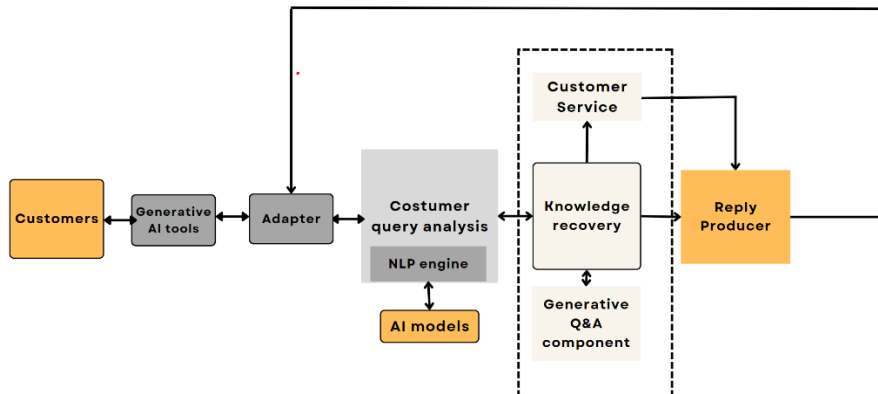 Customers
Generative
AI tools
Adapter
Costumer
query analysis
NLP engine
AI models
Customer
Service
Knowledge
recovery
Generative
Q&A
component
Reply
Producer